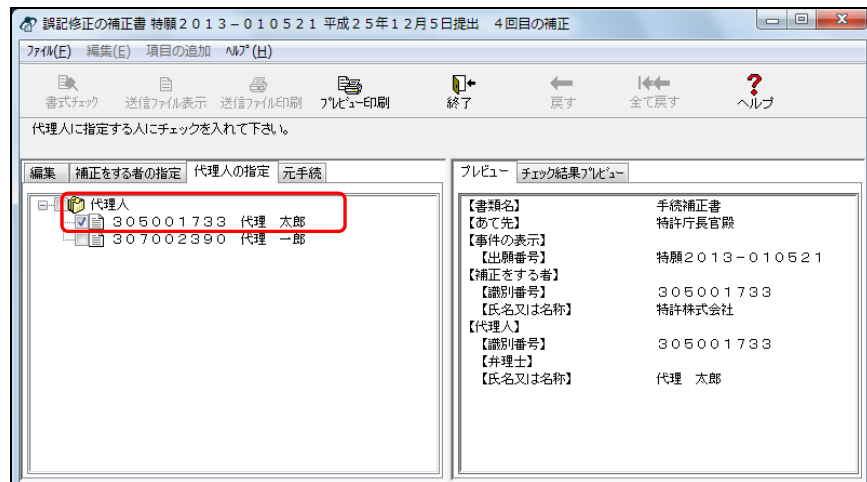 誤記修正の補正書 特願２０１３－０１０５２１ 平成２５年１２月５日提出　４回目の補正
ﾌｧｲﾙ(F) 編集(E) 項目の追加 ﾍﾙﾌﾟ(H)
書式ﾁｪｯｸ 送信ﾌｧｲﾙ表示 送信ﾌｧｲﾙ印刷 ﾌﾟﾚﾋﾞｭｰ印刷 終了 戻す 全て戻す ヘルプ
代理人に指定する人にチェックを入れて下さい。
編集 補正をする者の指定 代理人の指定 元手続
代理人
３０５００１７３３　代理　太郎
３０７００２３９０　代理　一郎
プレビュー チェック結果ﾌﾟﾚﾋﾞｭｰ
【書類名】 手続補正書
【あて先】 特許庁長官殿
【事件の表示】
【出願番号】 特願２０１３－０１０５２１
【補正をする者】
【識別番号】 ３０５００１７３３
【氏名又は名称】 特許株式会社
【代理人】
【識別番号】 ３０５００１７３３
【弁理士】
【氏名又は名称】 代理　太郎